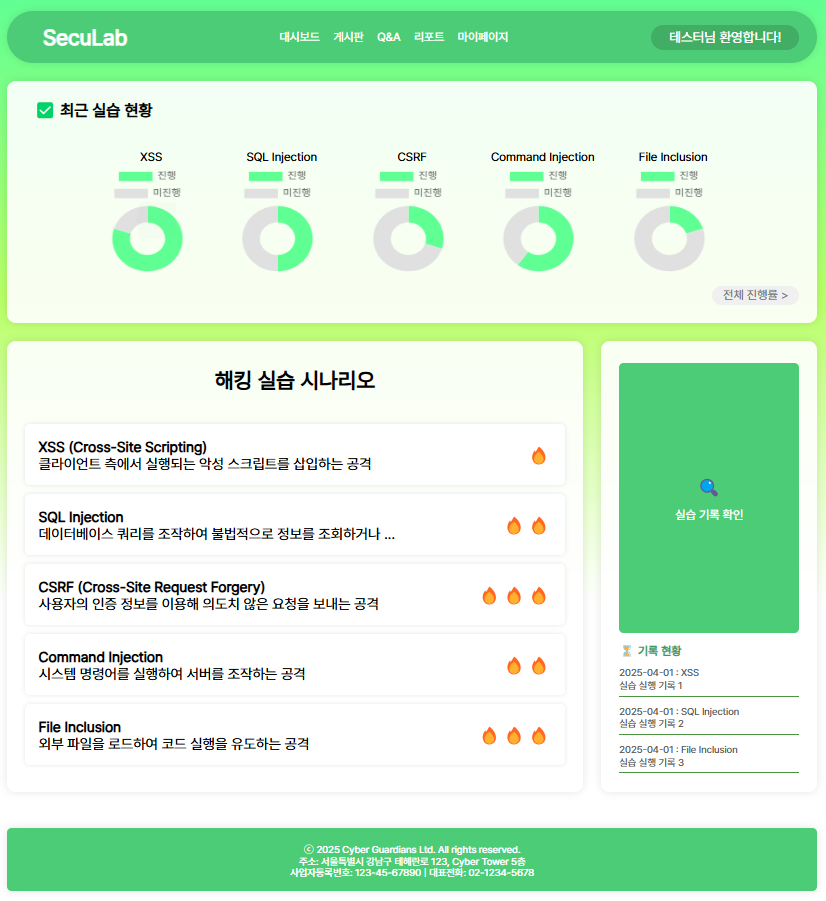 SecuLab
대시보드 게시판 Q&A 리포트 마이페이지
테스터님 환영합니다!
최근 실습 현황
XSS
진행
미진행
SQL Injection
진행
미진행
CSRF
진행
미진행
Command Injection
진행
미진행
File Inclusion
진행
미진행
전체 진행률 >
해킹 실습 시나리오
XSS (Cross-Site Scripting)
클라이언트 측에서 실행되는 악성 스크립트를 삽입하는 공격
SQL Injection
데이터베이스 쿼리를 조작하여 불법적으로 정보를 조회하거나 ...
CSRF (Cross-Site Request Forgery)
사용자의 인증 정보를 이용해 의도치 않은 요청을 보내는 공격
Command Injection
시스템 명령어를 실행하여 서버를 조작하는 공격
File Inclusion
외부 파일을 로드하여 코드 실행을 유도하는 공격
실습 기록 확인
기록 현황
2025-04-01 : XSS
실습 실행 기록 1
2025-04-01 : SQL Injection
실습 실행 기록 2
2025-04-01 : File Inclusion
실습 실행 기록 3
ⓒ 2025 Cyber Guardians Ltd. All rights reserved.
주소: 서울특별시 강남구 테헤란로 123, Cyber Tower 5층
사업자등록번호: 123-45-67890 | 대표전화: 02-1234-5678